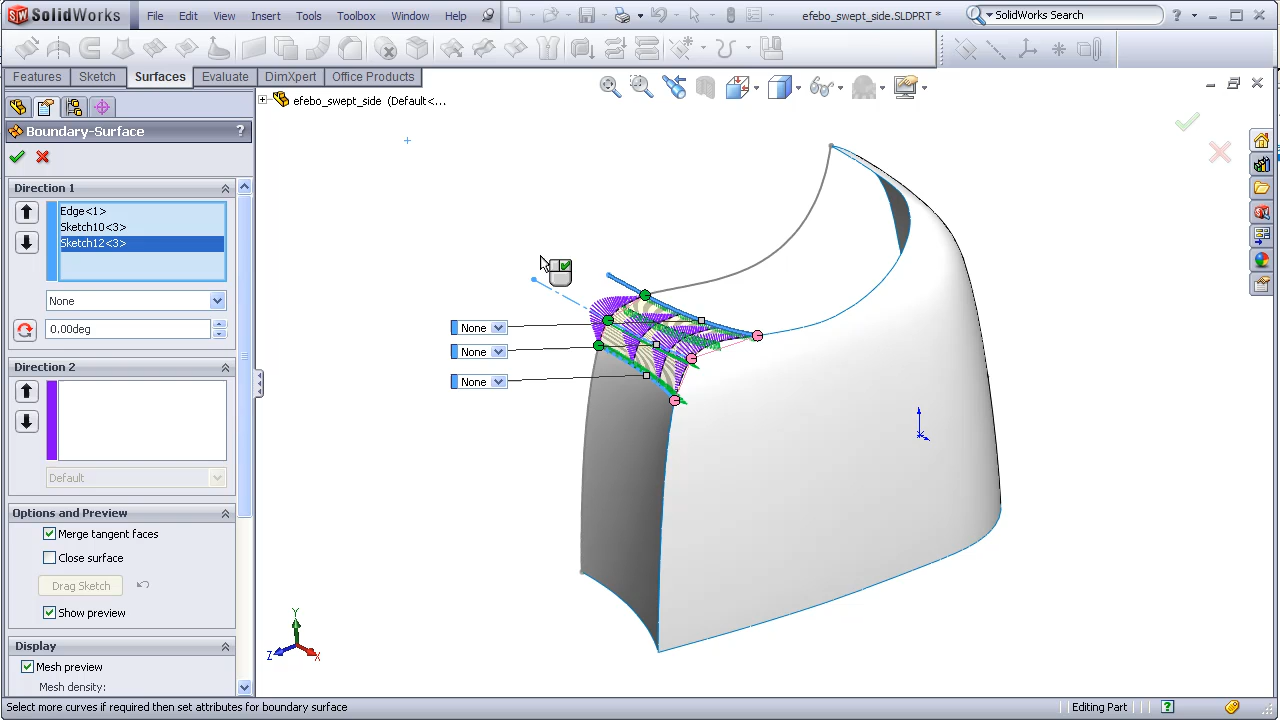 SolidWorks File Edit View Insert Tools Toolbox Window Help efebo_swept_side.SLDPRT * SolidWorks Search ?
Features Sketch Surfaces Evaluate DimXpert Office Products
efebo_swept_side (Default<...
Boundary-Surface ?
Direction 1
Edge<1>
Sketch10<3>
Sketch12<3>
None
0.00deg
Direction 2
Default
Options and Preview
Merge tangent faces
Close surface
Drag Sketch
Show preview
Display
Mesh preview
Mesh density:
None
None
None
Y
Z
X
Select more curves if required then set attributes for boundary surface Editing Part ?